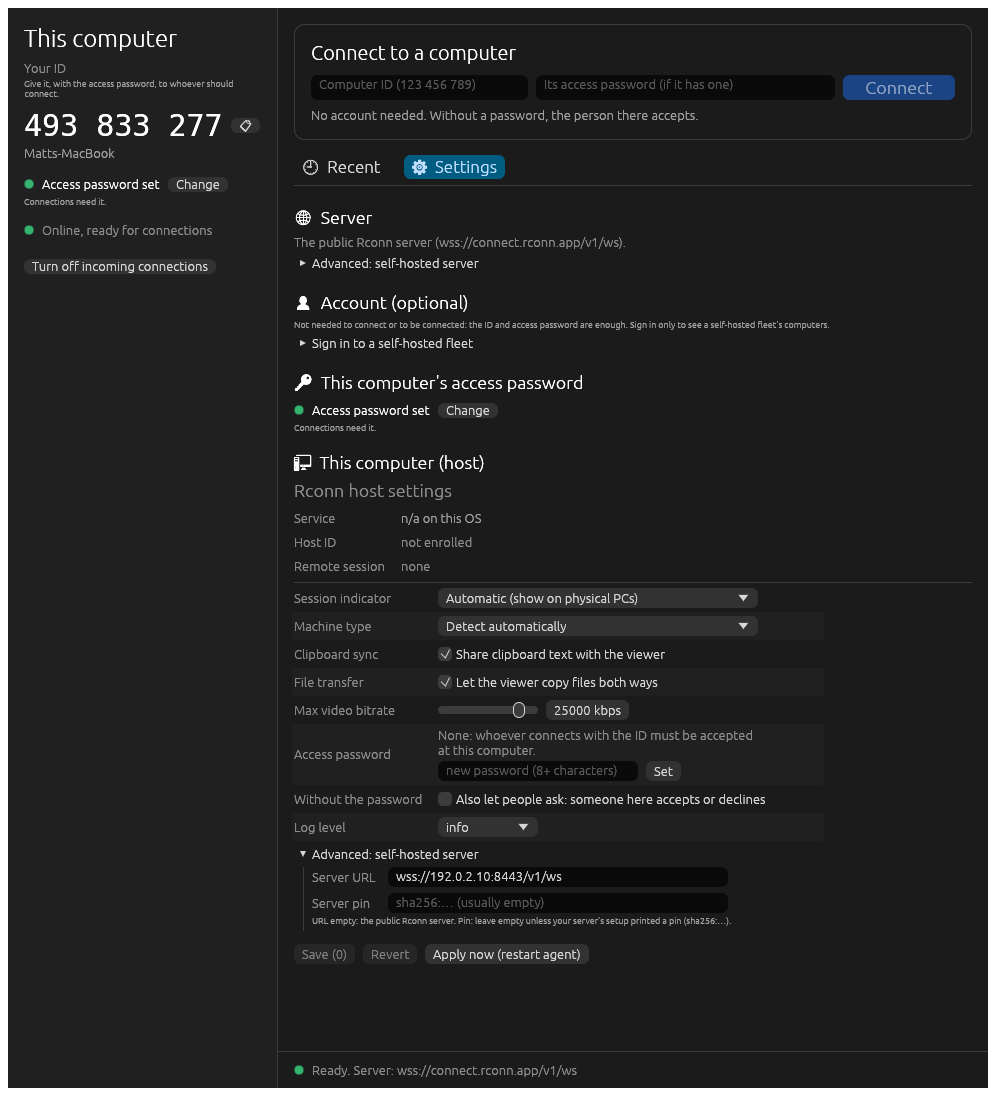 This computer
Your ID
Give it, with the access password, to whoever should
connect.
493 833 277
Matts-MacBook
Access password set Change
Connections need it.
Online, ready for connections
Turn off incoming connections
Connect to a computer
Computer ID (123 456 789) Its access password (if it has one) Connect
No account needed. Without a password, the person there accepts.
Recent Settings
Server
The public Rconn server (wss://connect.rconn.app/v1/ws).
Advanced: self-hosted server
Account (optional)
Not needed to connect or to be connected: the ID and access password are enough. Sign in only to see a self-hosted fleet's computers.
Sign in to a self-hosted fleet
This computer's access password
Access password set Change
Connections need it.
This computer (host)
Rconn host settings
Service n/a on this OS
Host ID not enrolled
Remote session none
Session indicator Automatic (show on physical PCs)
Machine type Detect automatically
Clipboard sync Share clipboard text with the viewer
File transfer Let the viewer copy files both ways
Max video bitrate 25000 kbps
Access password
None: whoever connects with the ID must be accepted
at this computer.
new password (8+ characters) Set
Without the password Also let people ask: someone here accepts or declines
Log level info
Advanced: self-hosted server
Server URL wss://192.0.2.10:8443/v1/ws
Server pin sha256:… (usually empty)
URL empty: the public Rconn server. Pin: leave empty unless your server's setup printed a pin (sha256:…).
Save (0) Revert Apply now (restart agent)
Ready. Server: wss://connect.rconn.app/v1/ws